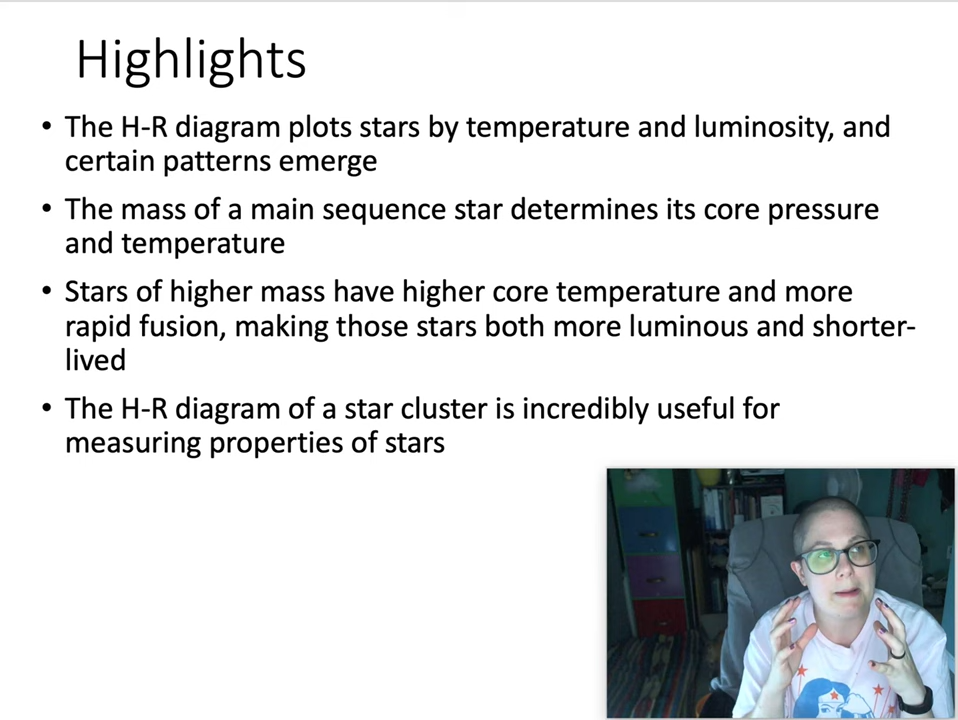 Highlights
• The H-R diagram plots stars by temperature and luminosity, and
certain patterns emerge
• The mass of a main sequence star determines its core pressure
and temperature
• Stars of higher mass have higher core temperature and more
rapid fusion, making those stars both more luminous and shorter-
lived
• The H-R diagram of a star cluster is incredibly useful for
measuring properties of stars